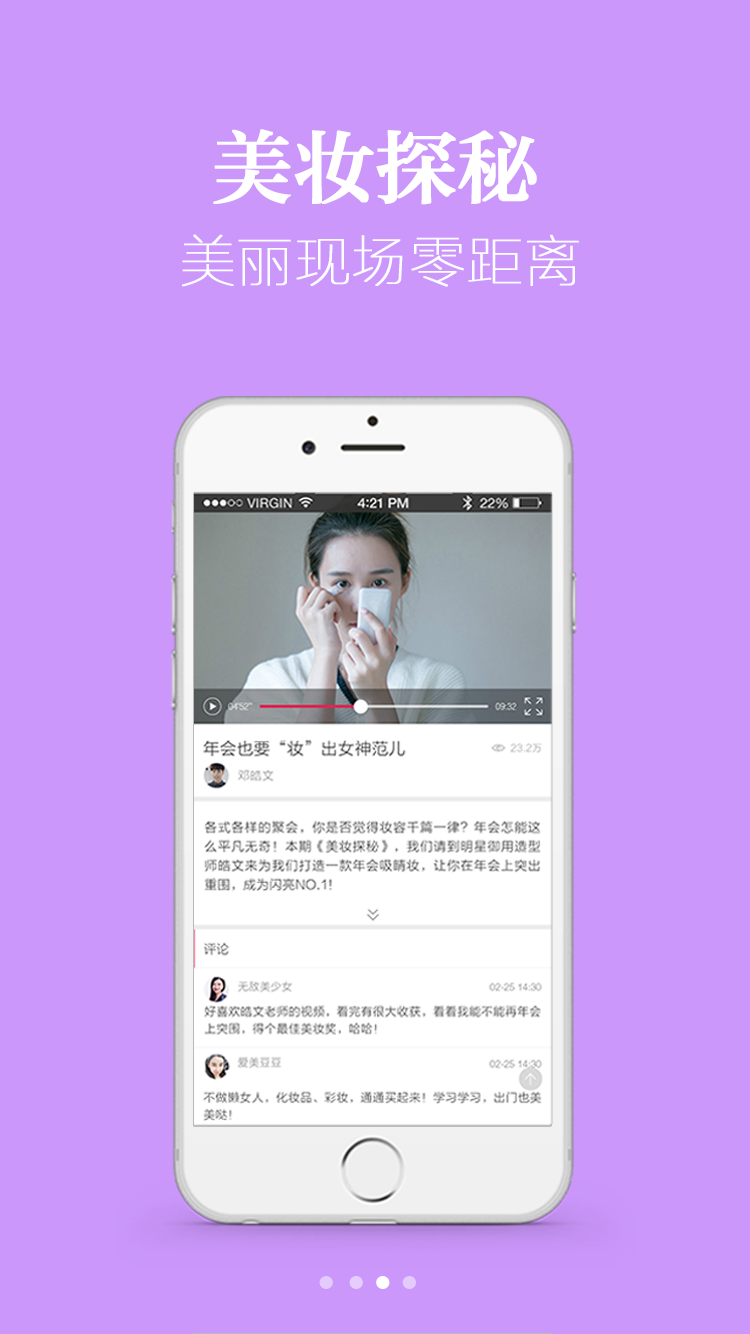 美妆探秘
美丽现场零距离
VIRGIN 4:21 PM 22%
04'52" 09:32
年会也要“妆”出女神范儿 23.2万
邓皓文
各式各样的聚会，你是否觉得妆容千篇一律？年会怎能这
么平凡无奇！本期《美妆探秘》，我们请到明星御用造型
师皓文来为我们打造一款年会吸睛妆，让你在年会上突出
重围，成为闪亮NO.1!
评论
无敌美少女 02-25 14:30
好喜欢皓文老师的视频，看完有很大收获，看看我能不能再年会
上突围，得个最佳美妆奖，哈哈！
爱美豆豆 02-25 14:30
不做懒女人，化妆品、彩妆，通通买起来！学习学习，出门也美
美哒！